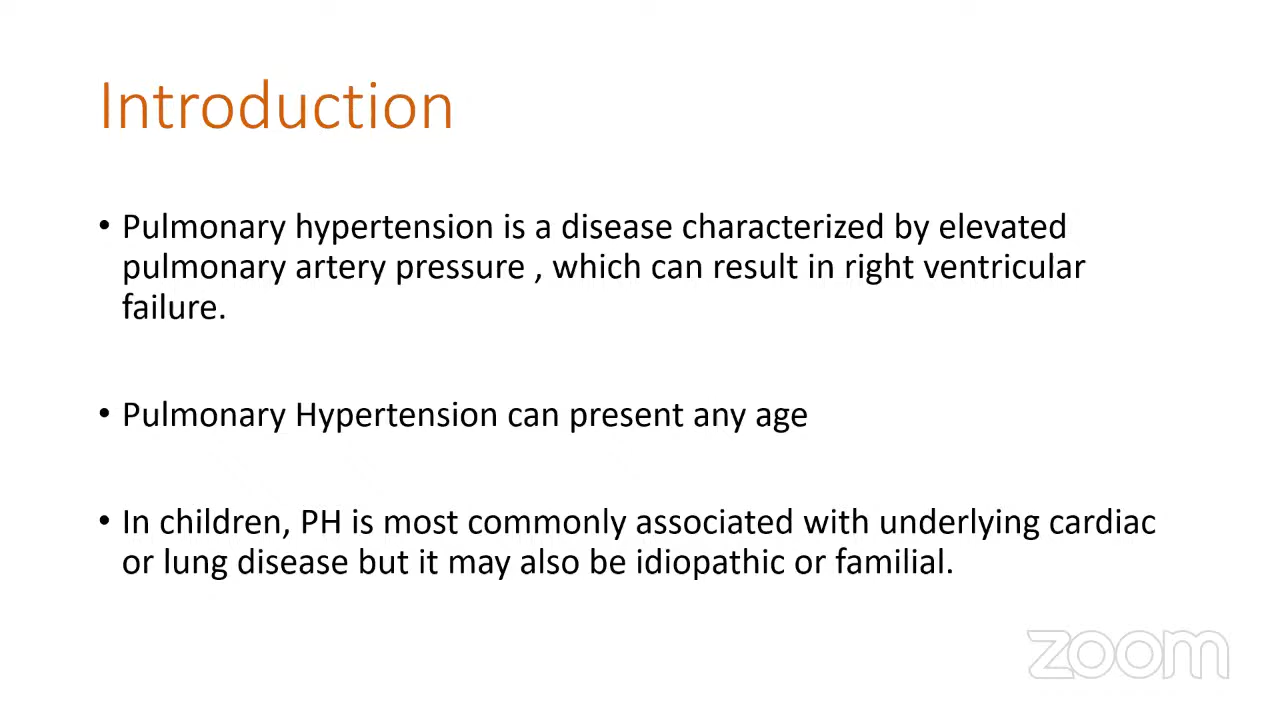 Introduction
• Pulmonary hypertension is a disease characterized by elevated
pulmonary artery pressure , which can result in right ventricular
failure.
• Pulmonary Hypertension can present any age
• In children, PH is most commonly associated with underlying cardiac
or lung disease but it may also be idiopathic or familial.
zoom